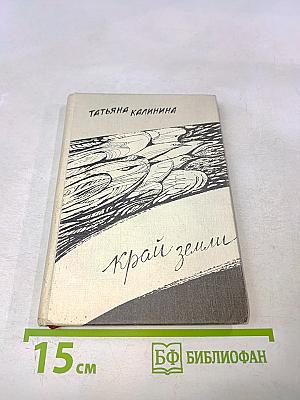 ТАТЬЯНА КАЛИНИНА
край земли
15 см
БФ БИБЛИОФАН